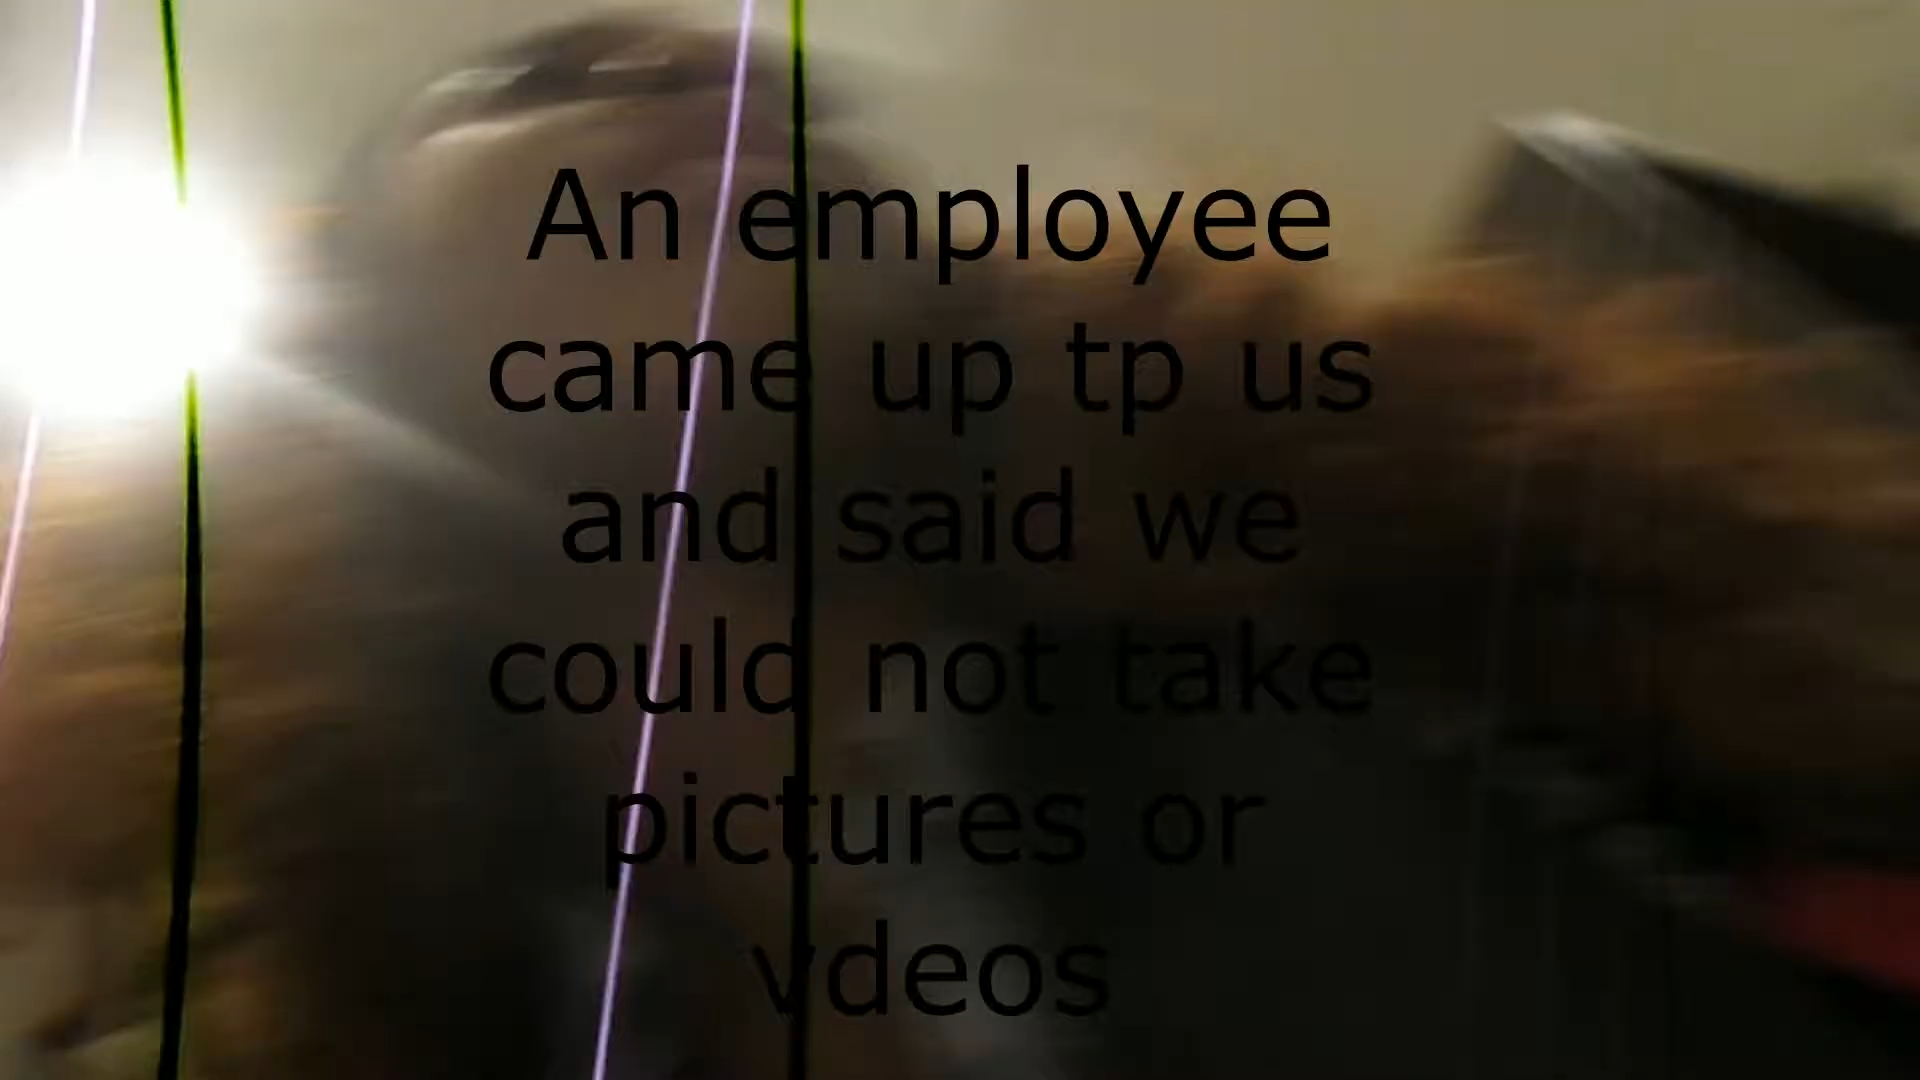 An employee
came up tp us
and said we
could not take
pictures or
vdeos